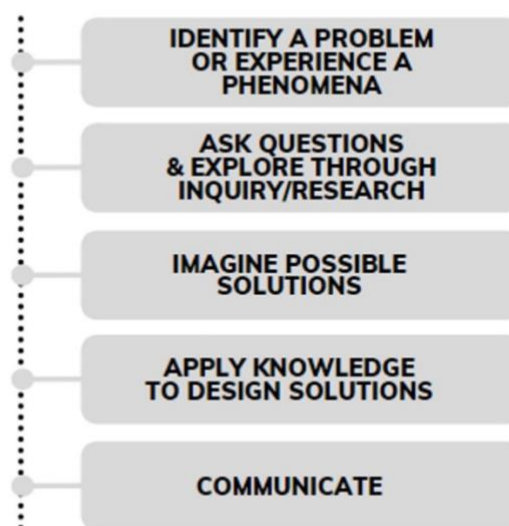 IDENTIFY A PROBLEM
OR EXPERIENCE A
PHENOMENA
ASK QUESTIONS
& EXPLORE THROUGH
INQUIRY/RESEARCH
IMAGINE POSSIBLE
SOLUTIONS
APPLY KNOWLEDGE
TO DESIGN SOLUTIONS
COMMUNICATE